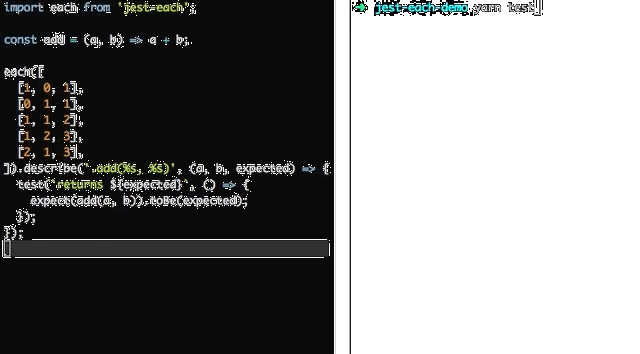 import each from 'jest-each';
const add = (a, b) => a + b;
each([
[1, 0, 1],
[0, 1, 1],
[1, 1, 2],
[1, 2, 3],
[2, 1, 3],
]).describe('.add(%s, %s)', (a, b, expected) => {
test(`returns ${expected}`, () => {
expect(add(a, b)).toBe(expected);
});
});
➜ jest-each-demo yarn test